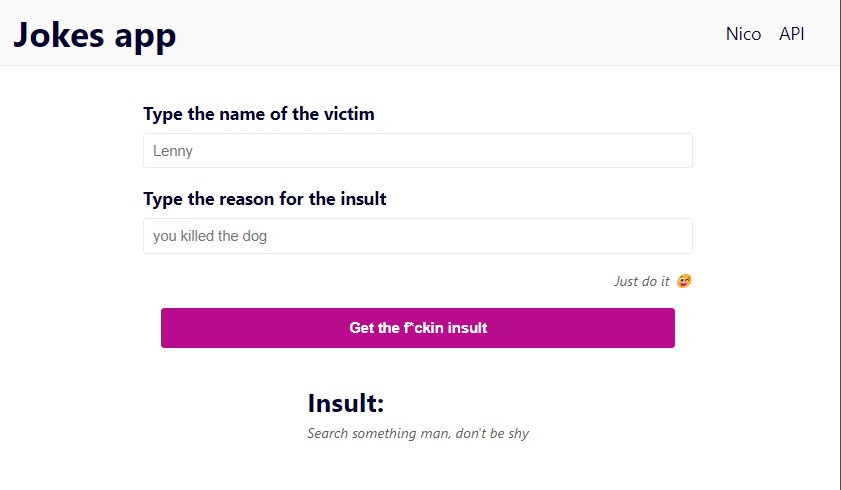 Jokes app
Nico API
Type the name of the victim
Lenny
Type the reason for the insult
you killed the dog
Just do it 🥳
Get the f*ckin insult
Insult:
Search something man, don't be shy